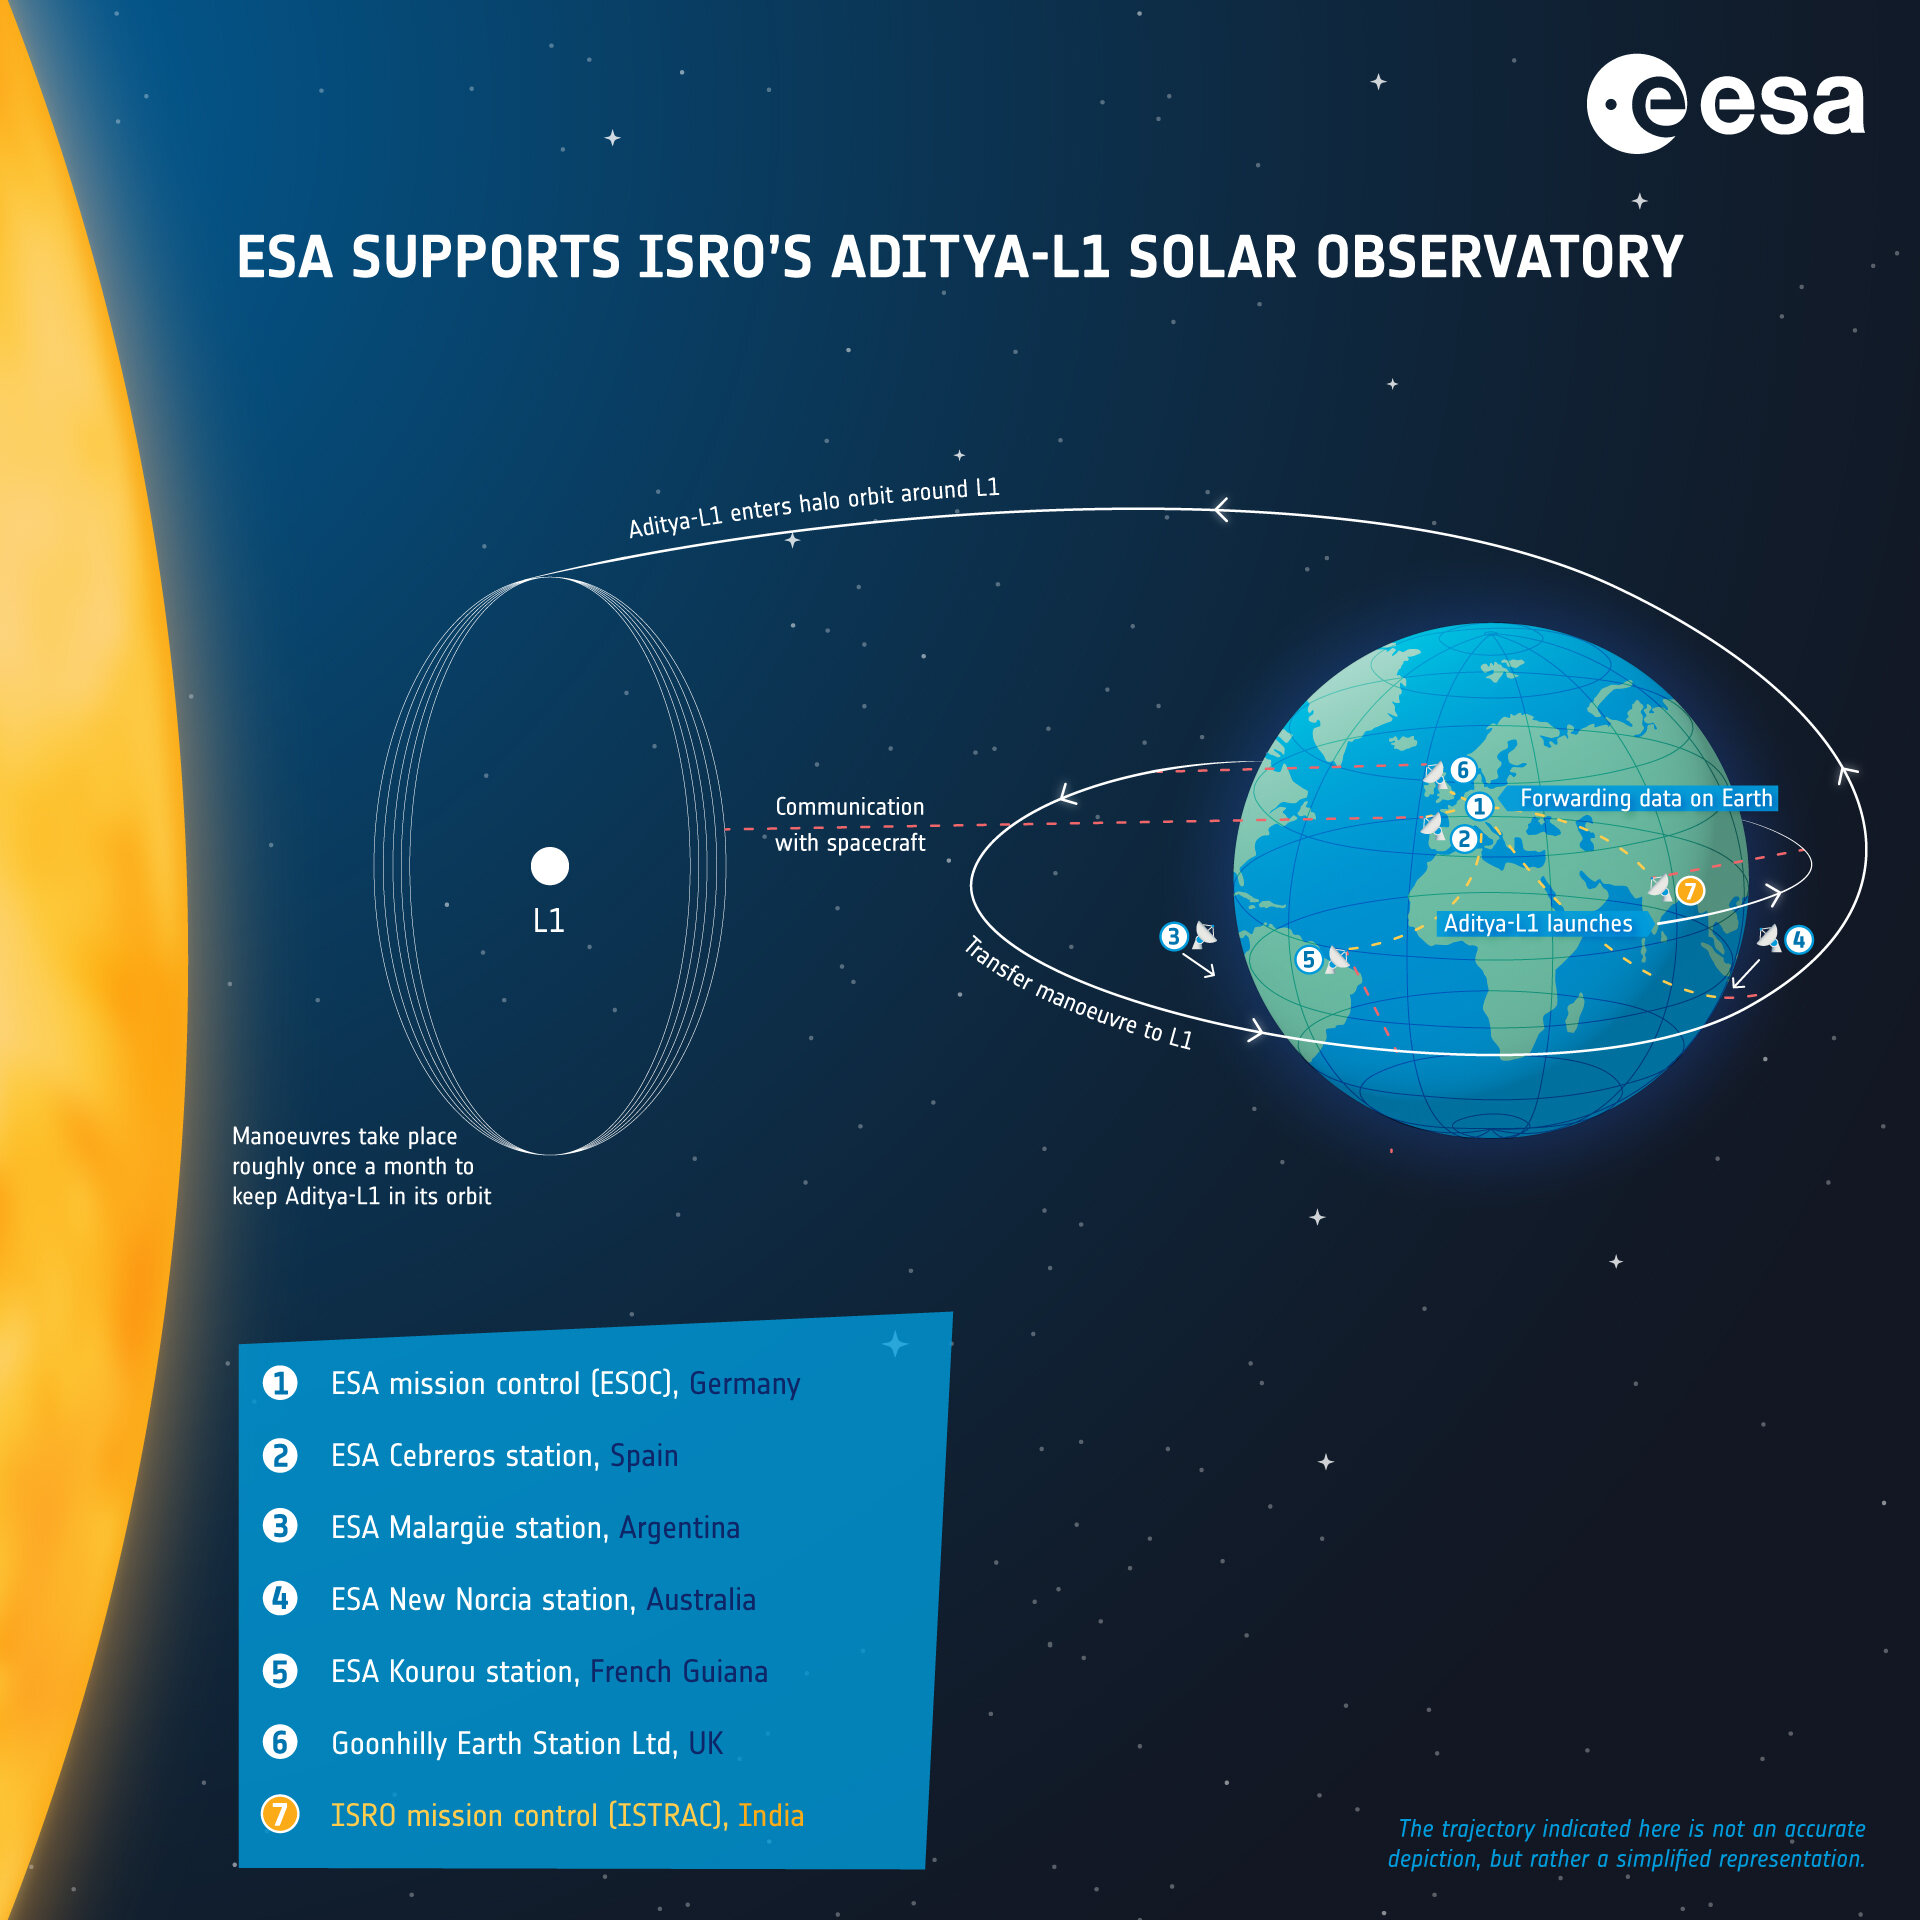 esa
ESA SUPPORTS ISRO'S ADITYA-L1 SOLAR OBSERVATORY
Aditya-L1 enters halo orbit around L1
6
1
Forwarding data on Earth
Communication
with spacecraft
2
7
L1
Aditya-L1 launches
3
4
5
Transfer manoeuvre to L1
Manoeuvres take place
roughly once a month to
keep Aditya-L1 in its orbit
1 ESA mission control (ESOC), Germany
2 ESA Cebreros station, Spain
3 ESA Malargüe station, Argentina
4 ESA New Norcia station, Australia
5 ESA Kourou station, French Guiana
6 Goonhilly Earth Station Ltd, UK
7 ISRO mission control (ISTRAC), India
The trajectory indicated here is not an accurate
depiction, but rather a simplified representation.